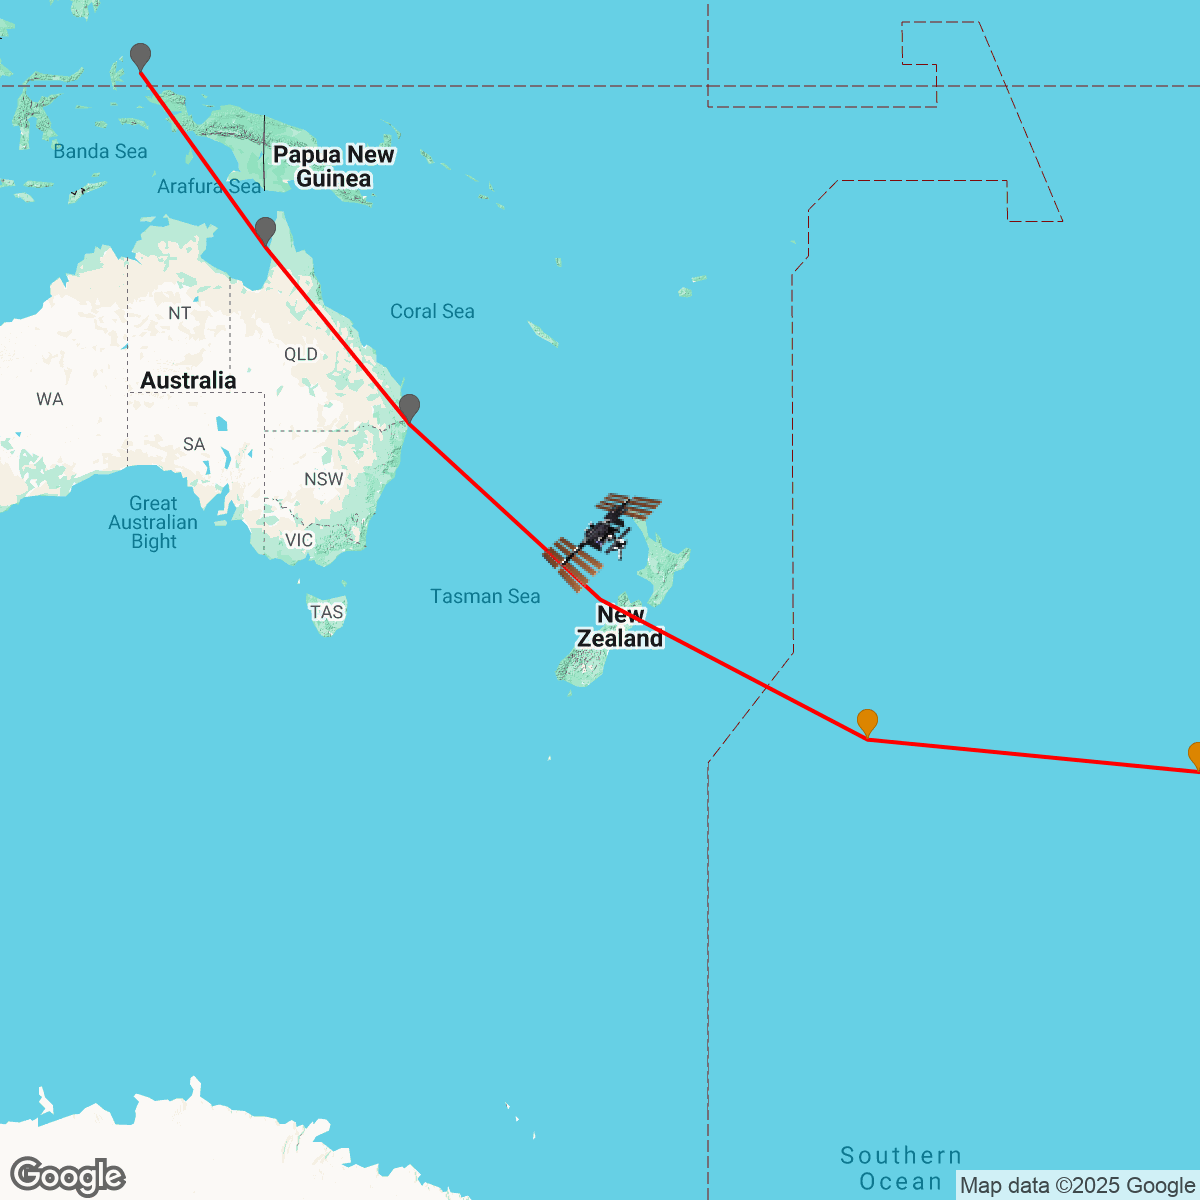 Banda Sea
Papua New
Guinea
Arafura Sea
NT
Coral Sea
QLD
Australia
WA
SA
NSW
Great
Australian
Bight
VIC
Tasman Sea
TAS
New
Zealand
Southern
Ocean
Google
Map data ©2025 Google